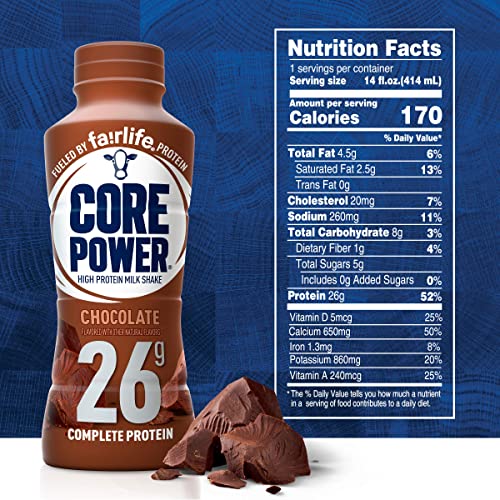 FUELED BY fa!rlife. PROTEIN
CORE
POWER®
HIGH PROTEIN MILK SHAKE
CHOCOLATE
FLAVORED WITH OTHER NATURAL FLAVORS
26g
COMPLETE PROTEIN
Nutrition Facts
1 servings per container
Serving size 14 fl.oz.(414 mL)
Amount per serving
Calories 170
% Daily Value*
Total Fat 4.5g 6%
Saturated Fat 2.5g 13%
Trans Fat 0g
Cholesterol 20mg 7%
Sodium 260mg 11%
Total Carbohydrate 8g 3%
Dietary Fiber 1g 4%
Total Sugars 5g
Includes 0g Added Sugars 0%
Protein 26g 52%
Vitamin D 5mcg 25%
Calcium 650mg 50%
Iron 1.3mg 8%
Potassium 860mg 20%
Vitamin A 240mcg 25%
* The % Daily Value tells you how much a nutrient
in a serving of food contributes to a daily diet.